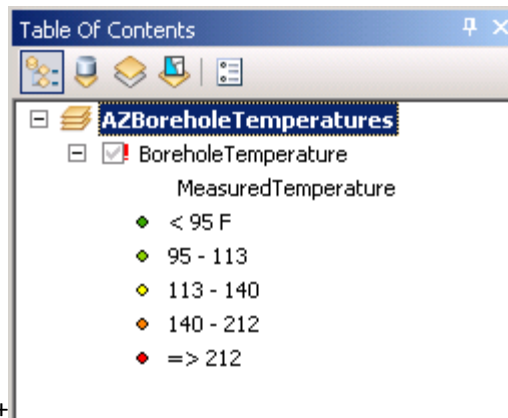 Table Of Contents
AZBoreholeTemperatures
BoreholeTemperature
MeasuredTemperature
< 95 F
95 - 113
113 - 140
140 - 212
=> 212
+